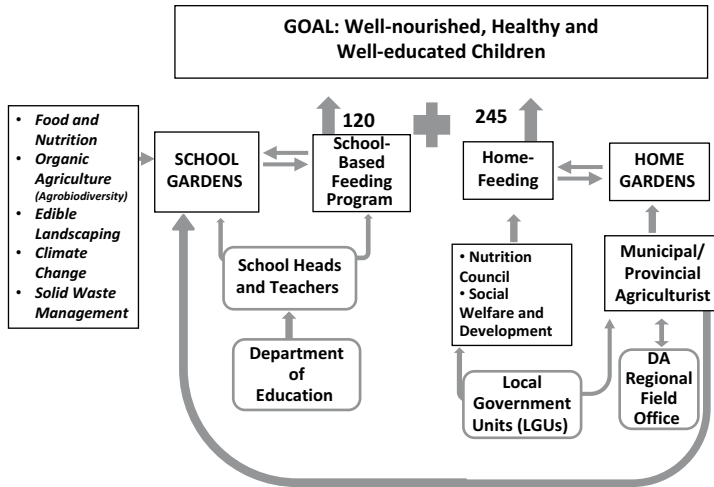 GOAL: Well-nourished, Healthy and
Well-educated Children
120
245
• Food and
Nutrition
• Organic
Agriculture
(Agrobiodiversity)
• Edible
Landscaping
• Climate
Change
• Solid Waste
Management
SCHOOL
GARDENS
School-
Based
Feeding
Program
Home-
Feeding
HOME
GARDENS
School Heads
and Teachers
• Nutrition
Council
• Social
Welfare and
Development
Municipal/
Provincial
Agriculturist
Department
of
Education
Local
Government
Units (LGUs)
DA
Regional
Field
Office